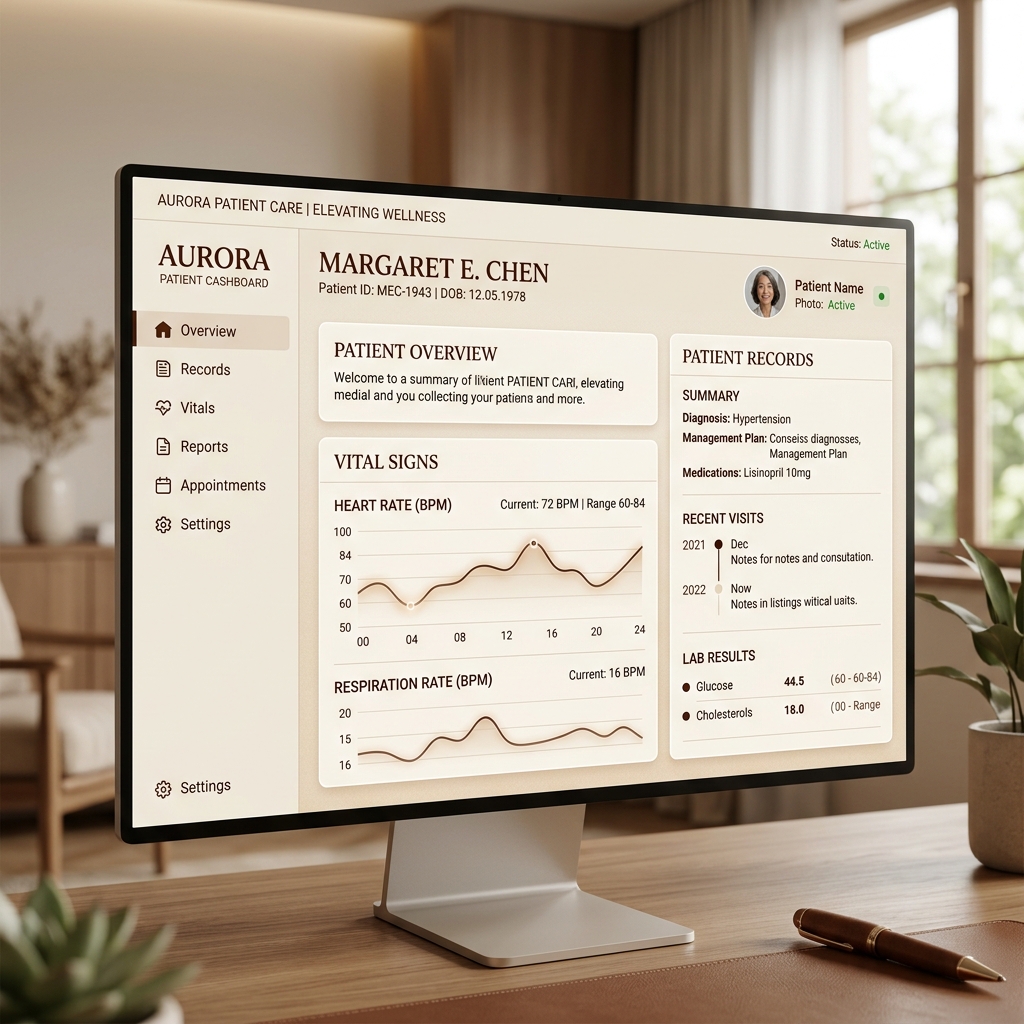 AURORA PATIENT CARE | ELEVATING WELLNESS
Status: Active
AURORA
PATIENT CASHBOARD
Overview
Records
Vitals
Reports
Appointments
Settings
Settings
MARGARET E. CHEN
Patient ID: MEC-1943 | DOB: 12.05.1978
Patient Name
Photo: Active
PATIENT OVERVIEW
Welcome to a summary of PATIENT CARI, elevating
medial and you collecting your patiens and more.
VITAL SIGNS
HEART RATE (BPM) Current: 72 BPM | Range 60-84
100
84
70
60
50
00 04 08 12 16 20 24
RESPIRATION RATE (BPM) Current: 16 BPM
20
15
16
PATIENT RECORDS
SUMMARY
Diagnosis: Hypertension
Management Plan: Conseiss diagnosses,
Management Plan
Medications: Lisinopril 10mg
RECENT VISITS
2021 Dec
Notes for notes and consutation.
2022 Now
Notes in listings witical uaits.
LAB RESULTS
Glucose 44.5 (60 - 60-84)
Cholesterols 18.0 (00 - Range